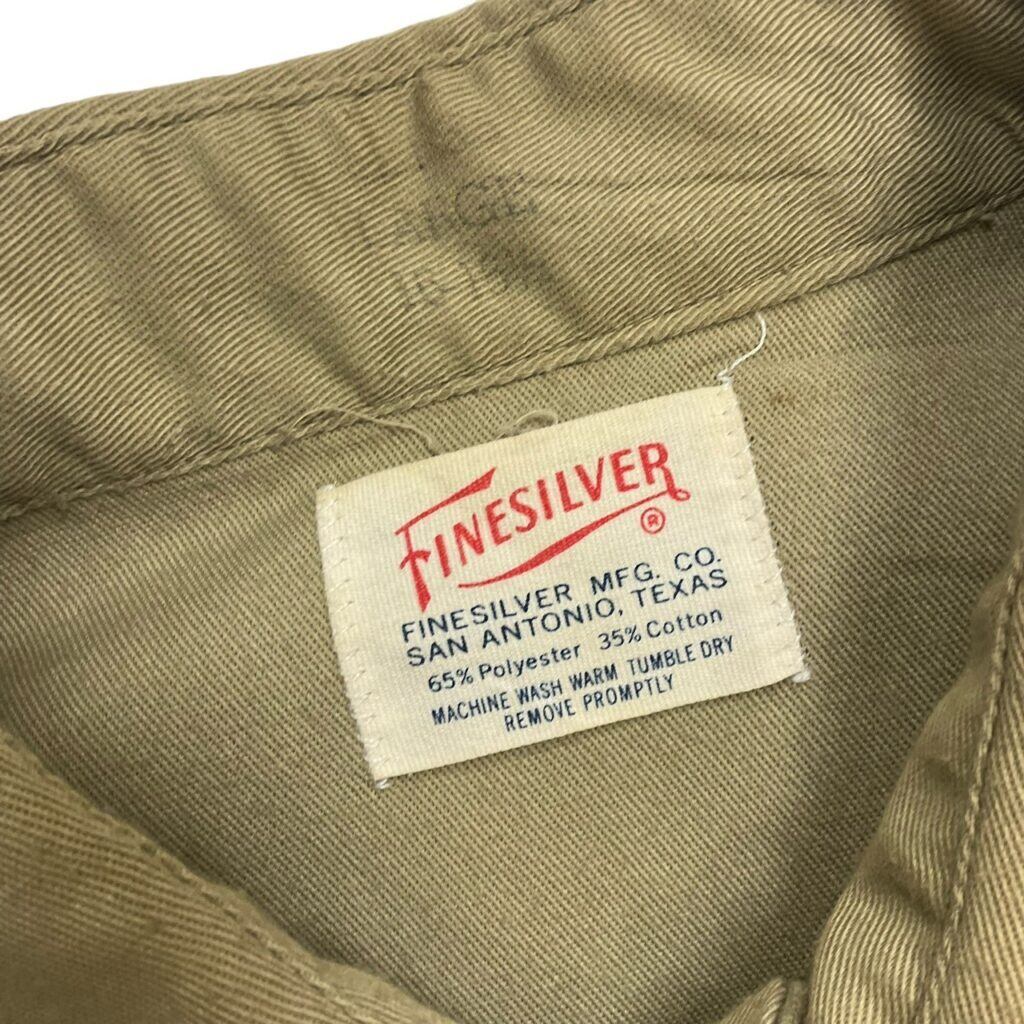 FINESILVER
®
FINESILVER MFG. CO.
SAN ANTONIO, TEXAS
65% Polyester 35% Cotton
MACHINE WASH WARM TUMBLE DRY
REMOVE PROMPTLY